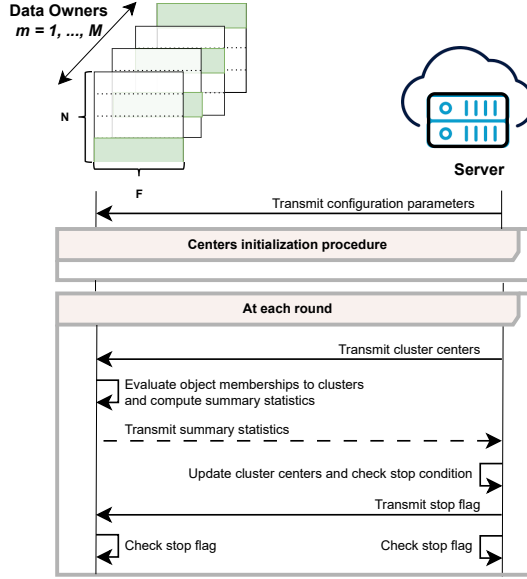 Data Owners
m = 1, ..., M
N
F
Server
Transmit configuration parameters
Centers initialization procedure
At each round
Transmit cluster centers
Evaluate object memberships to clusters
and compute summary statistics
Transmit summary statistics
Update cluster centers and check stop condition
Transmit stop flag
Check stop flag
Check stop flag